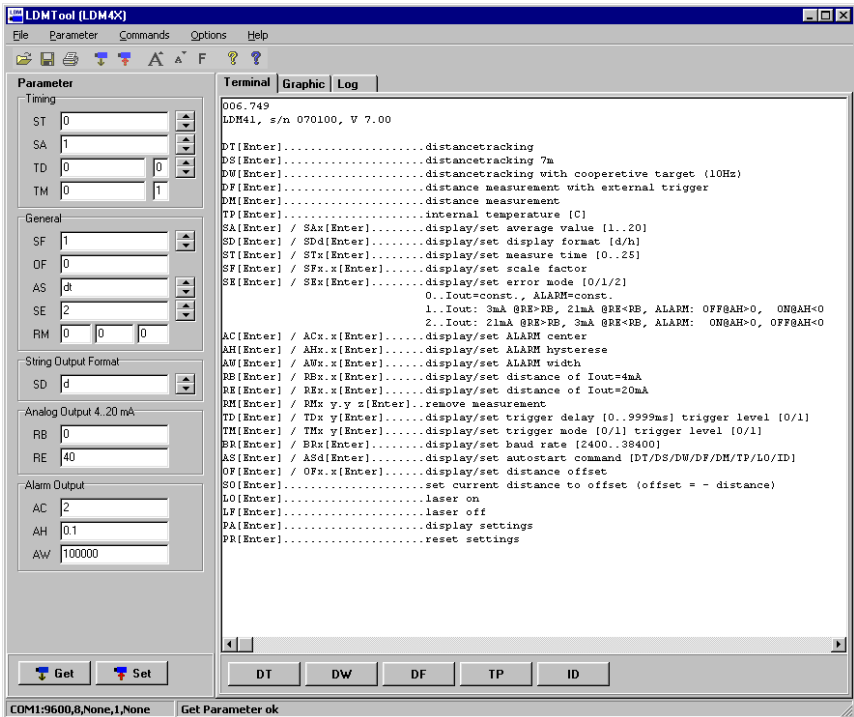 LDMTool (LDM4X)
File Parameter Commands Options Help
A A F ? ?
Parameter
Timing
ST 0
SA 1
TD 0 0
TM 0 1
General
SF 1
OF 0
AS dt
SE 2
RM 0 0 0
String Output Format
SD d
Analog Output 4..20 mA
RB 0
RE 40
Alarm Output
AC 2
AH 0.1
AW 100000
Get Set
Terminal Graphic Log
006.749
LDM41, s/n 070100, V 7.00
DT[Enter].....................distancetracking
DS[Enter].....................distancetracking 7m
DW[Enter].....................distancetracking with cooperetive target (10Hz)
DF[Enter].....................distance measurement with external trigger
DM[Enter].....................distance measurement
TP[Enter].....................internal temperature [C]
SA[Enter] / SAx[Enter]........display/set average value [1..20]
SD[Enter] / SDd[Enter]........display/set display format [d/h]
ST[Enter] / STx[Enter]........display/set measure time [0..25]
SF[Enter] / SFx.x[Enter]......display/set scale factor
SE[Enter] / SEx[Enter]........display/set error mode [0/1/2]
0..Iout=const., ALARM=const.
1..Iout: 3mA @RE>RB, 21mA @RE<RB, ALARM: OFF@AH>0, ON@AH<0
2..Iout: 21mA @RE>RB, 3mA @RE<RB, ALARM: ON@AH>0, OFF@AH<0
AC[Enter] / ACx.x[Enter]......display/set ALARM center
AH[Enter] / AHx.x[Enter]......display/set ALARM hysterese
AW[Enter] / AWx.x[Enter]......display/set ALARM width
RB[Enter] / RBx.x[Enter]......display/set distance of Iout=4mA
RE[Enter] / REx.x[Enter]......display/set distance of Iout=20mA
RM[Enter] / RMx y.y z[Enter]..remove measurement
TD[Enter] / TDx y[Enter]......display/set trigger delay [0..9999ms] trigger level [0/1]
TM[Enter] / TMx y[Enter]......display/set trigger mode [0/1] trigger level [0/1]
BR[Enter] / BRx[Enter]........display/set baud rate [2400..38400]
AS[Enter] / ASd[Enter]........display/set autostart command [DT/DS/DW/DF/DM/TP/LO/ID]
OF[Enter] / OFx.x[Enter]......display/set distance offset
SO[Enter].....................set current distance to offset (offset = - distance)
LO[Enter].....................laser on
LF[Enter].....................laser off
PA[Enter].....................display settings
PR[Enter].....................reset settings
DT DW DF TP ID
COM1:9600,8,None,1,None Get Parameter ok